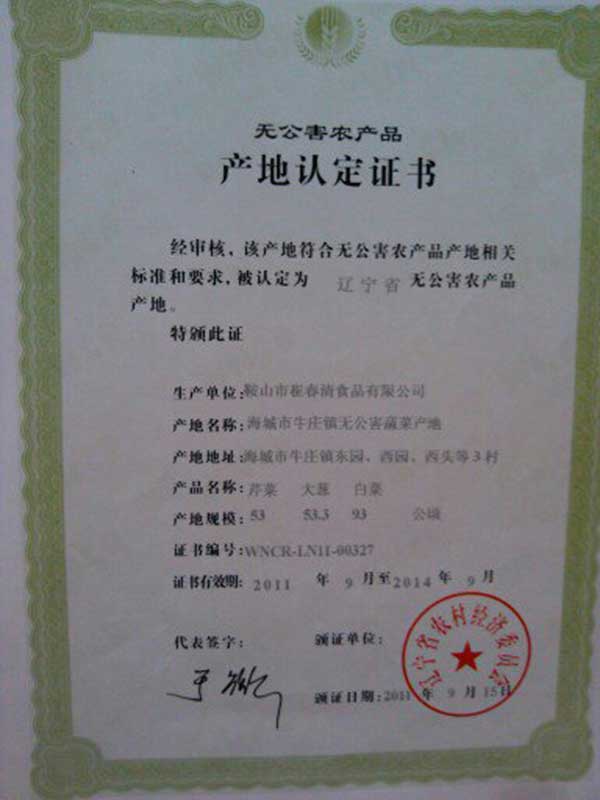 无公害农产品
产地认定证书
经审核，该产地符合无公害农产品产地相关
标准和要求，被认定为 辽宁省 无公害农产品
产地。
特颁此证
生产单位：鞍山市崔春清食品有限公司
产地名称：海城市牛庄镇无公害蔬菜产地
产地地址：海城市牛庄镇东园、西园、西头等3村
产品名称：芹菜 大葱 白菜
产地规模：53 53.3 93 公顷
证书编号：WNCR-LN11-00327
证书有效期：2011 年 9 月至 2014 年 9 月
代表签字： 颁证单位：
辽宁省农村经济委员会
颁证日期：2011 年 9 月 15日